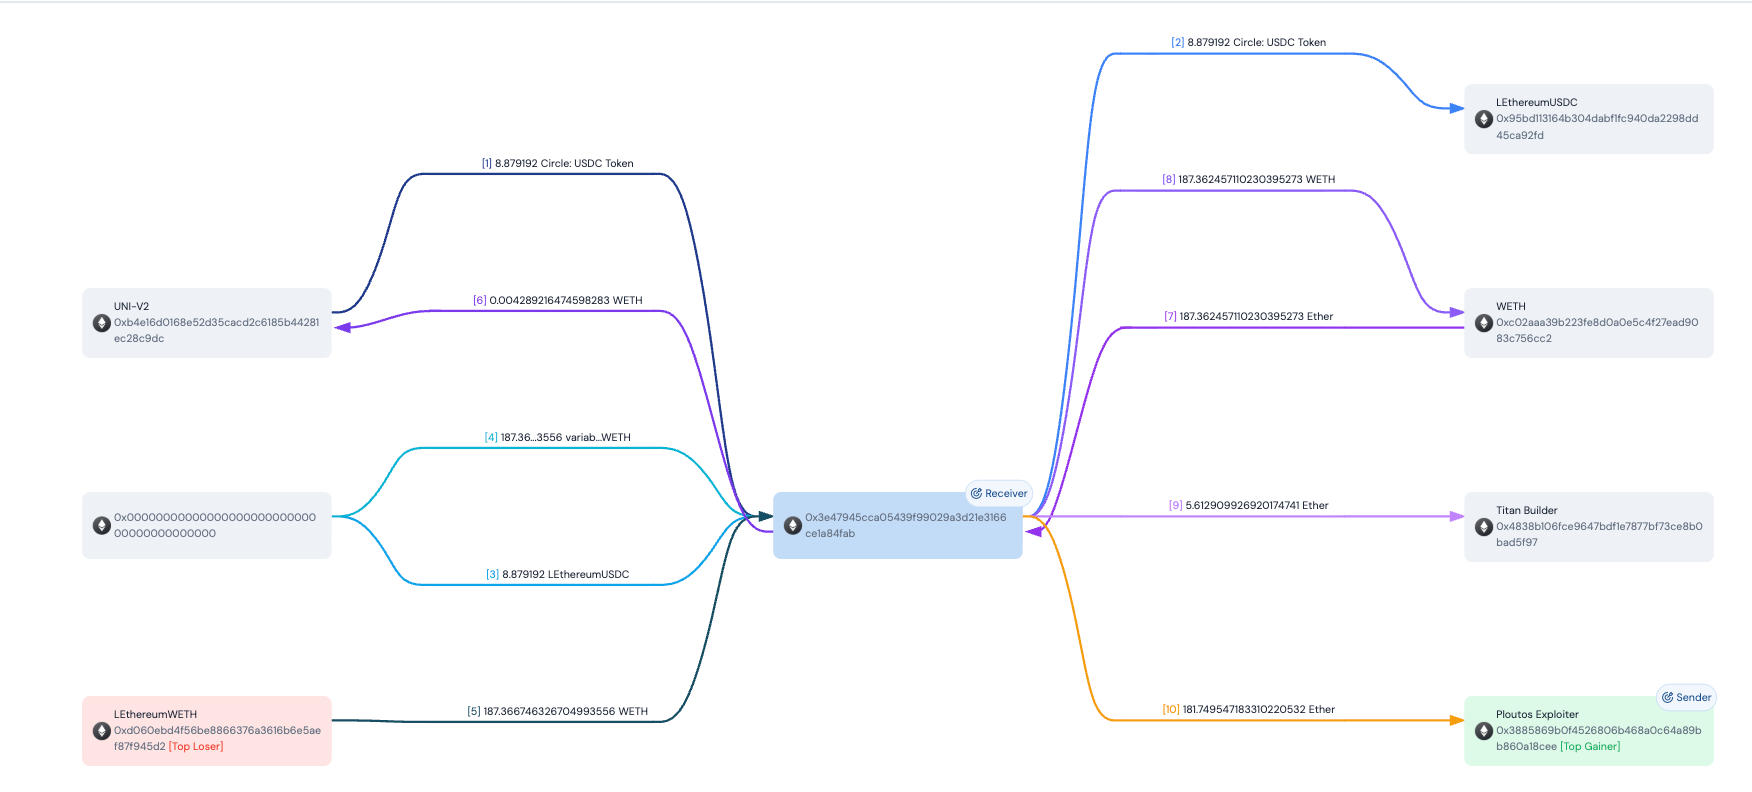 [2] 8.879192 Circle: USDC Token
LEthereumUSDC
0x95bd113164b304dabf1fc940da2298dd
45ca92fd
[1] 8.879192 Circle: USDC Token
[8] 187.362457110230395273 WETH
UNI-V2
0xb4e16d0168e52d35cacd2c6185b44281
ec28c9dc
[6] 0.004289216474598283 WETH
[7] 187.362457110230395273 Ether
WETH
0xc02aaa39b223fe8d0a0e5c4f27ead90
83c756cc2
[4] 187.36...3556 variab...WETH
0x00000000000000000000000000
00000000000000
[3] 8.879192 LEthereumUSDC
Receiver
0x3e47945cca05439f99029a3d21e3166
ce1a84fab
[9] 5.612909926920174741 Ether
Titan Builder
0x4838b106fce9647bdf1e7877bf73ce8b0
bad5f97
LEthereumWETH
0xd060ebd4f56be8866376a3616b6e5ae
f87f945d2 [Top Loser]
[5] 187.366746326704993556 WETH
[10] 181.749547183310220532 Ether
Sender
Ploutos Exploiter
0x3885869b0f4526806b468a0c64a89b
b860a18cee [Top Gainer]